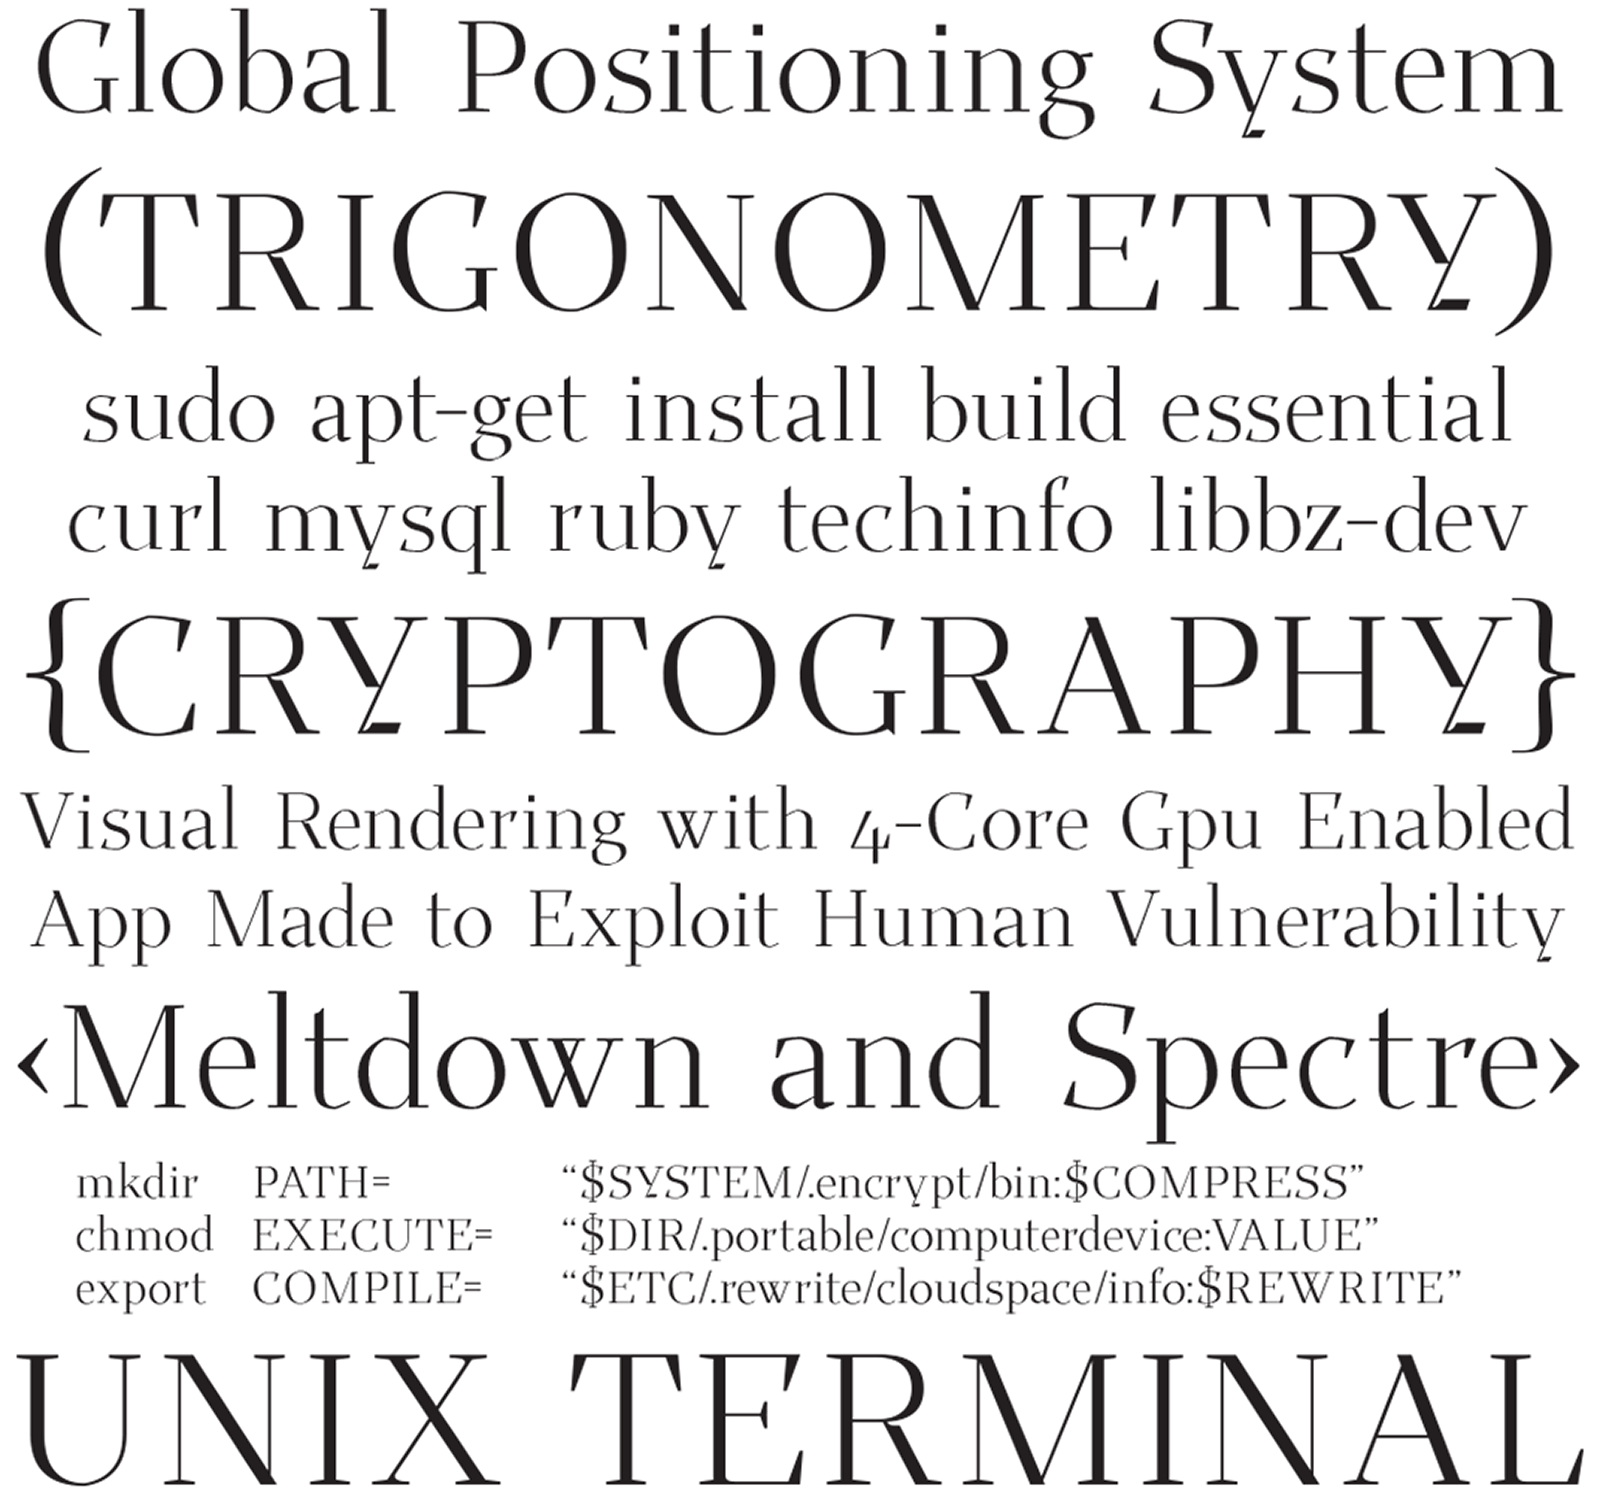 Global Positioning System
(TRIGONOMETRY)
sudo apt-get install build essential
curl mysql ruby techinfo libbz-dev
{CRYPTOGRAPHY}
Visual Rendering with 4-Core Gpu Enabled
App Made to Exploit Human Vulnerability
‹Meltdown and Spectre›
mkdir PATH= “$SYSTEM/.encrypt/bin:$COMPRESS”
chmod EXECUTE= “$DIR/.portable/computerdevice:VALUE”
export COMPILE= “$ETC/.rewrite/cloudspace/info:$REWRITE”
UNIX TERMINAL